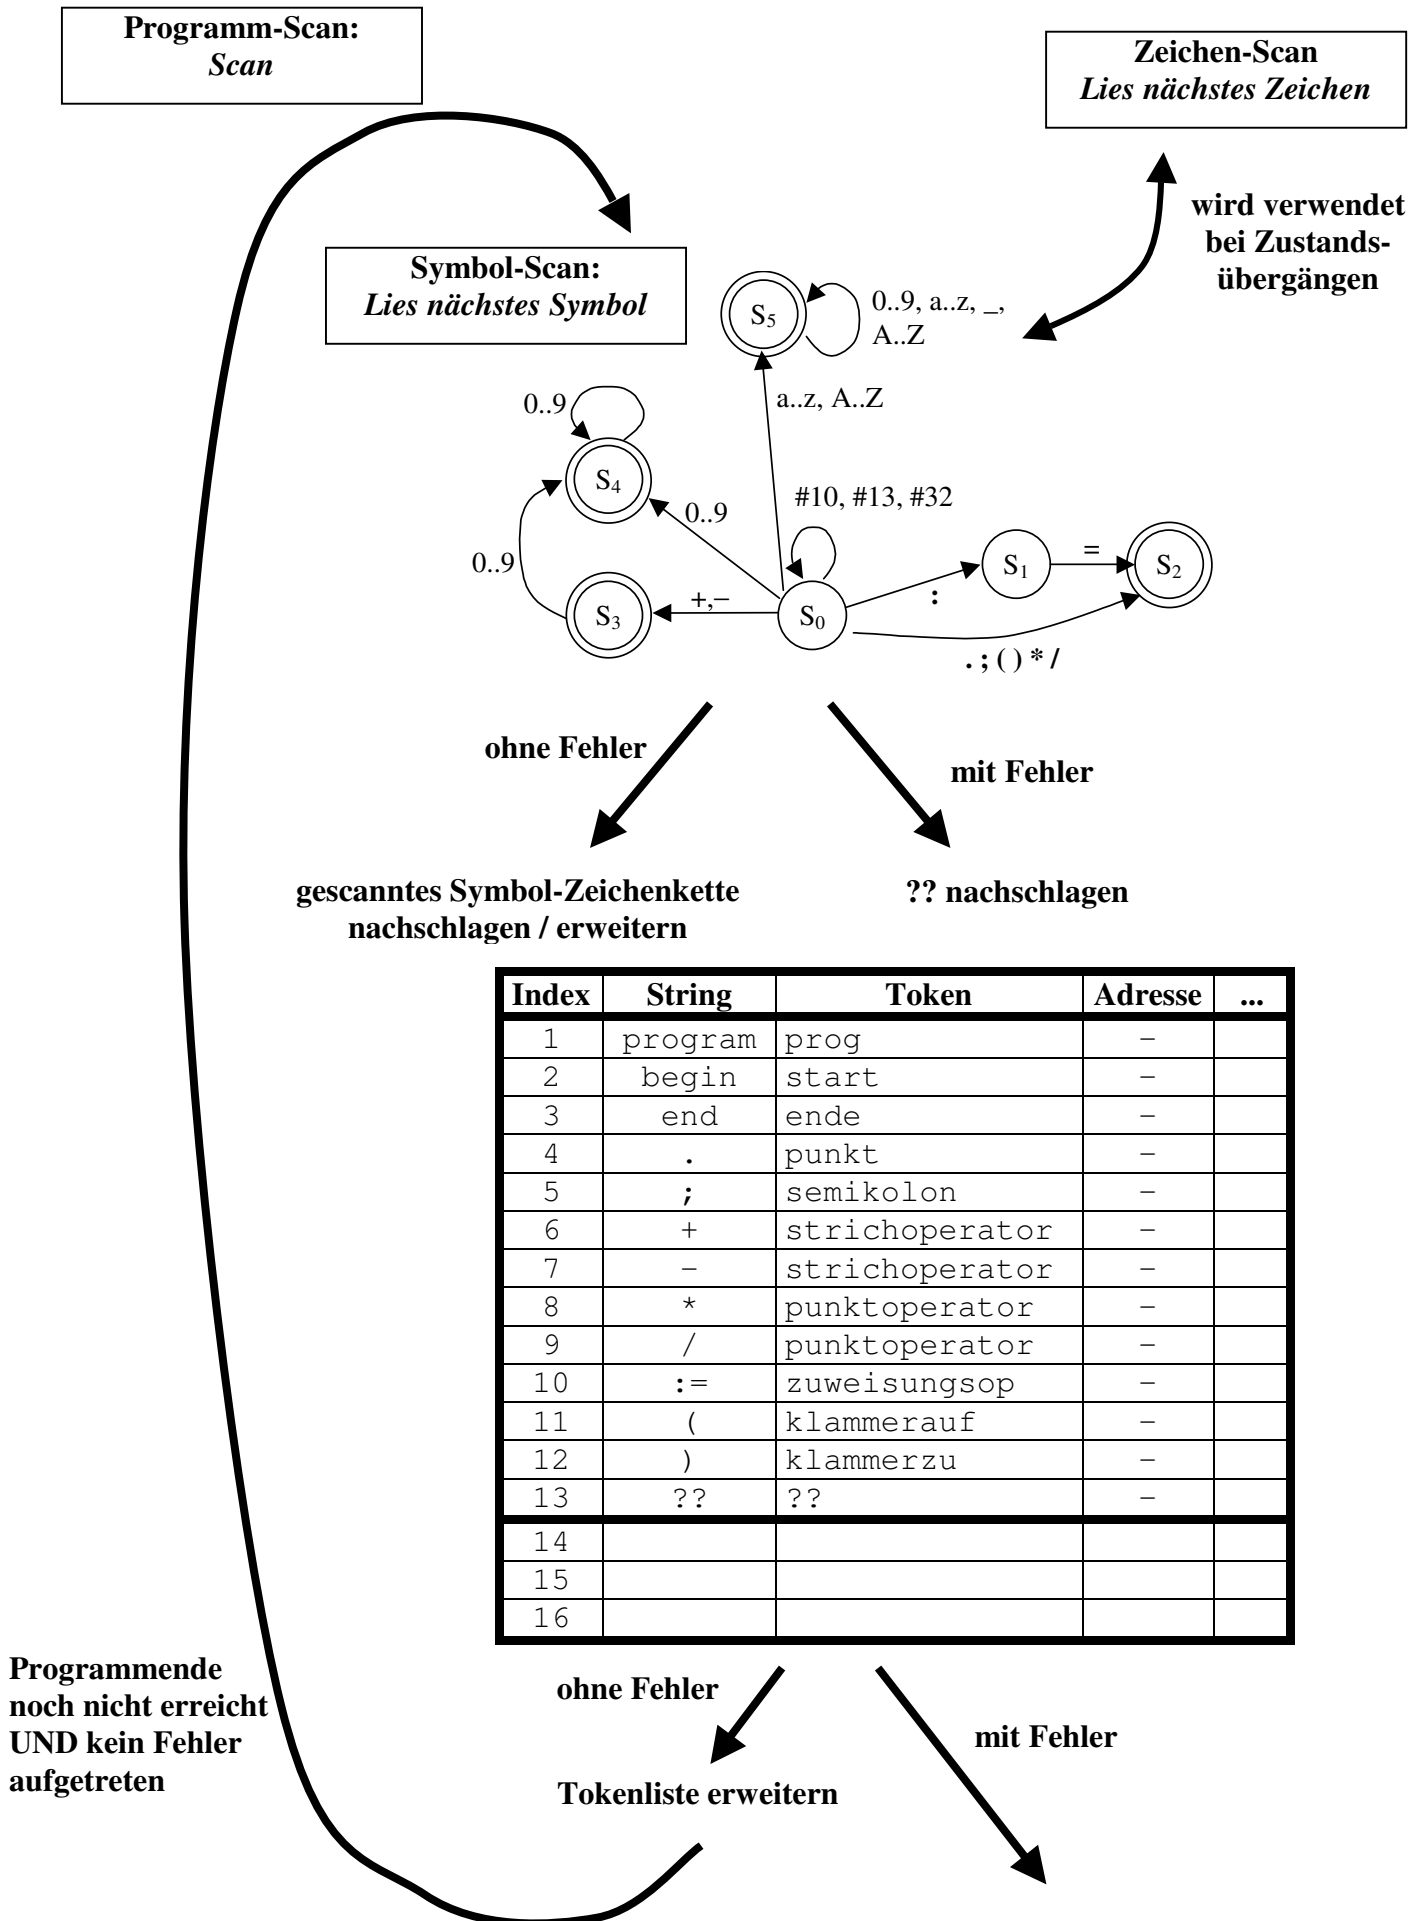 Programm-Scan:
Scan
Zeichen-Scan
Lies nächstes Zeichen
wird verwendet
bei Zustands-
übergängen
Symbol-Scan:
Lies nächstes Symbol
S5
0..9, a..z, _,
A..Z
a..z, A..Z
0..9
S4
0..9
#10, #13, #32
0..9
S3
+,−
S0
:
S1
=
S2
. ; ( ) * /
ohne Fehler
mit Fehler
gescanntes Symbol-Zeichenkette
nachschlagen / erweitern
?? nachschlagen
Index String Token Adresse ...
1 program prog −
2 begin start −
3 end ende −
4 . punkt −
5 ; semikolon −
6 + strichoperator −
7 − strichoperator −
8 * punktoperator −
9 / punktoperator −
10 := zuweisungsop −
11 ( klammerauf −
12 ) klammerzu −
13 ?? ?? −
14
15
16
Programmende
noch nicht erreicht
UND kein Fehler
aufgetreten
ohne Fehler
mit Fehler
Tokenliste erweitern